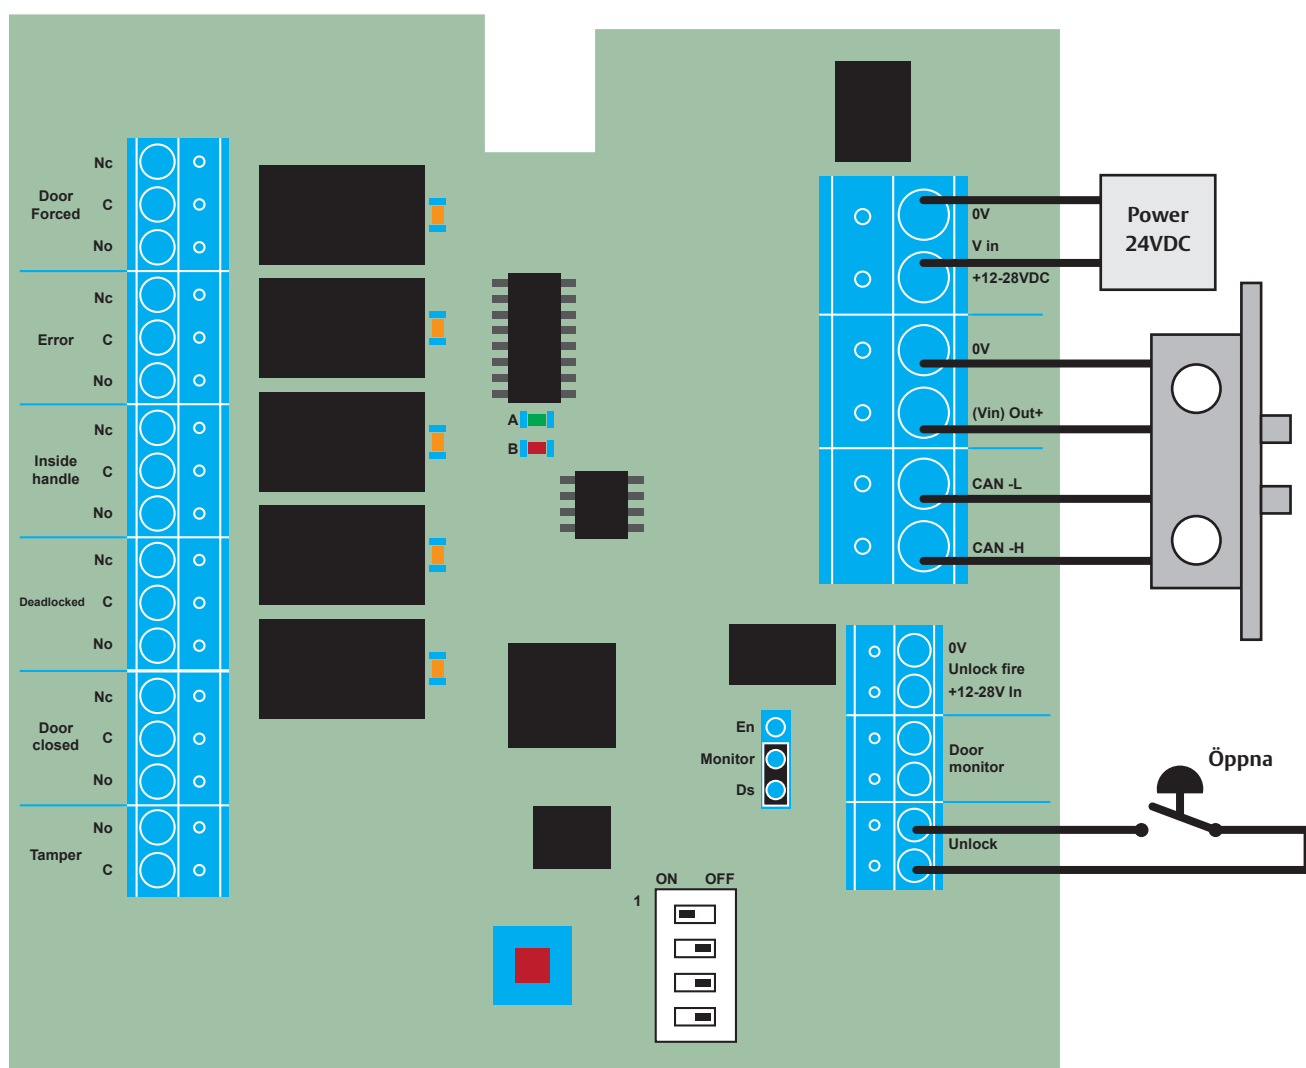 Nc
Door
Forced
C
No
Nc
Error
C
No
Nc
Inside
handle
C
No
Nc
Deadlocked
C
No
Nc
Door
closed
C
No
No
Tamper
C
A
B
0V
V in
+12-28VDC
0V
(Vin) Out+
CAN -L
CAN -H
Power
24VDC
0V
Unlock fire
+12-28V In
Door
monitor
Unlock
En
Monitor
Ds
Öppna
ON OFF
1